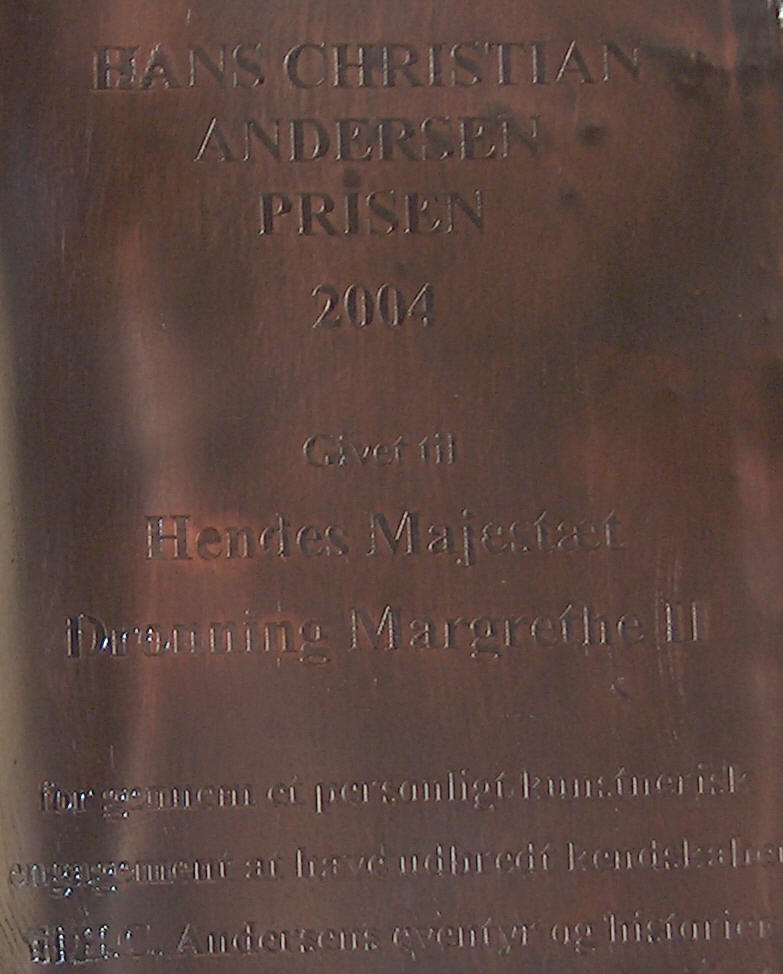 HANS CHRISTIAN
ANDERSEN
PRISEN
2004
Givet til
Hendes Majestæt
Dronning Margrethe II
for gennem et personligt kunstnerisk
engagement at have udbredt kendskabet
til H.C. Andersens eventyr og historier